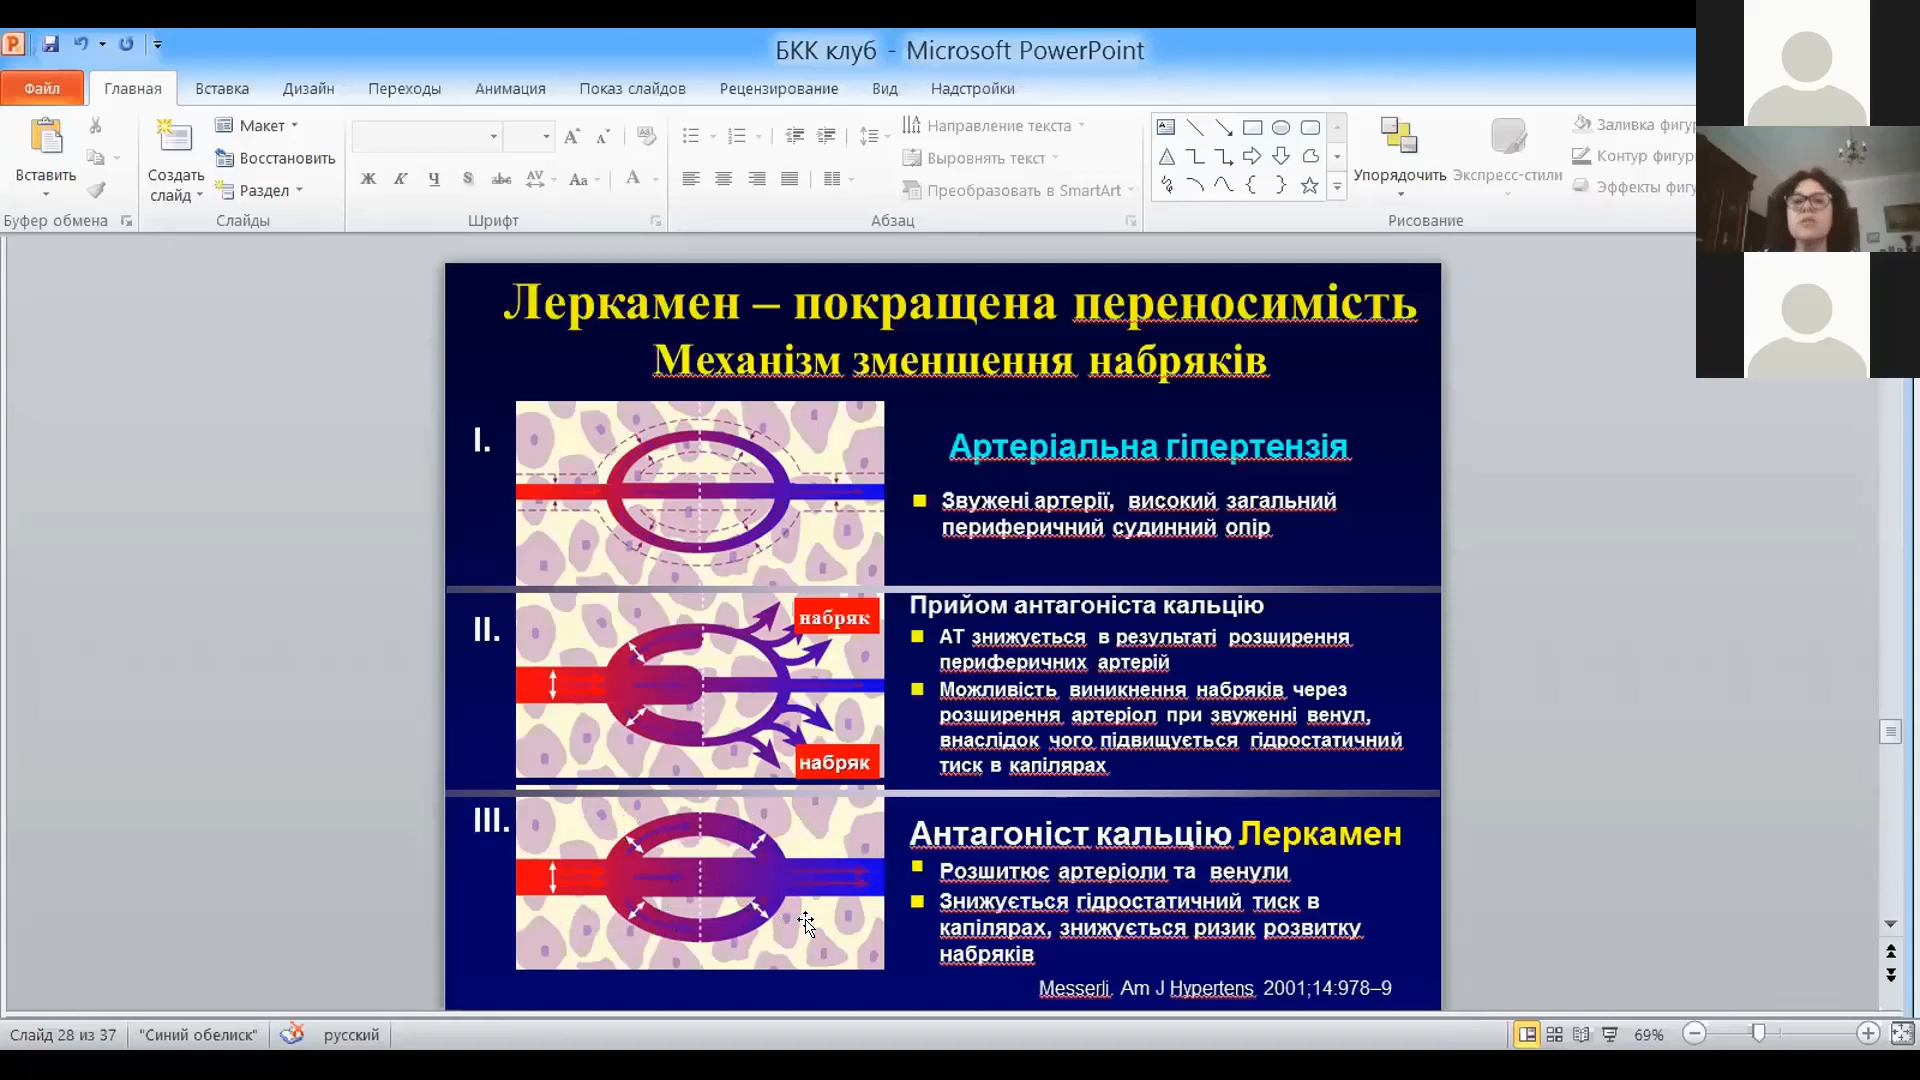 БКК клуб - Microsoft PowerPoint
Файл
Главная
Вставка
Дизайн
Переходы
Анимация
Показ слайдов
Рецензирование
Вид
Надстройки
Вставить
Буфер обмена
Создать
слайд
Макет
Восстановить
Раздел
Слайды
Ж К Ч S abc AV Aa A
Шрифт
Направление текста
Выровнять текст
Преобразовать в SmartArt
Абзац
Упорядочить
Экспресс-стили
Заливка фигур
Контур фигур
Эффекты фиг
Рисование
Леркамен – покращена переносимість
Механізм зменшення набряків
I.
Артеріальна гіпертензія
Звужені артерії, високий загальний
периферичний судинний опір
II.
набряк
набряк
Прийом антагоніста кальцію
АТ знижується в результаті розширення
периферичних артерій
Можливість виникнення набряків через
розширення артеріол при звуженні венул,
внаслідок чого підвищується гідростатичний
тиск в капілярах
III.
Антагоніст кальцію Леркамен
Розшитює артеріоли та венули
Знижується гідростатичний тиск в
капілярах, знижується ризик розвитку
набряків
Messerli. Am J Hypertens 2001;14:978–9
Слайд 28 из 37
"Синий обелиск"
русский
69%